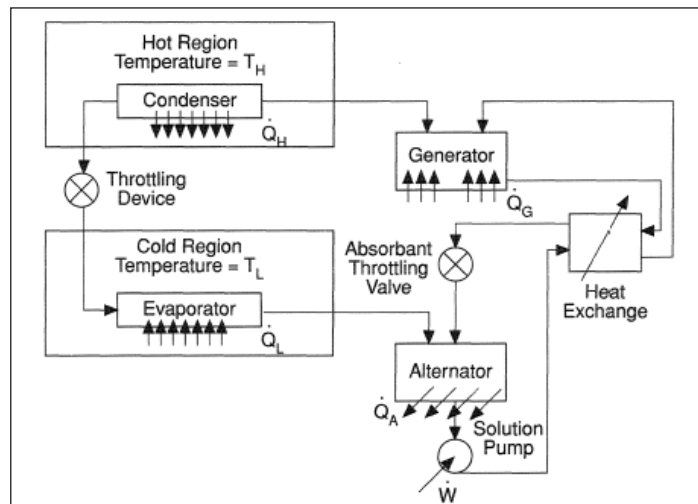 Hot Region
Temperature = T_H
Condenser
Q̇_H
Generator
Q̇_G
Throttling
Device
Cold Region
Temperature = T_L
Evaporator
Q̇_L
Absorbant
Throttling
Valve
Heat
Exchange
Alternator
Q̇_A
Solution
Pump
Ẇ